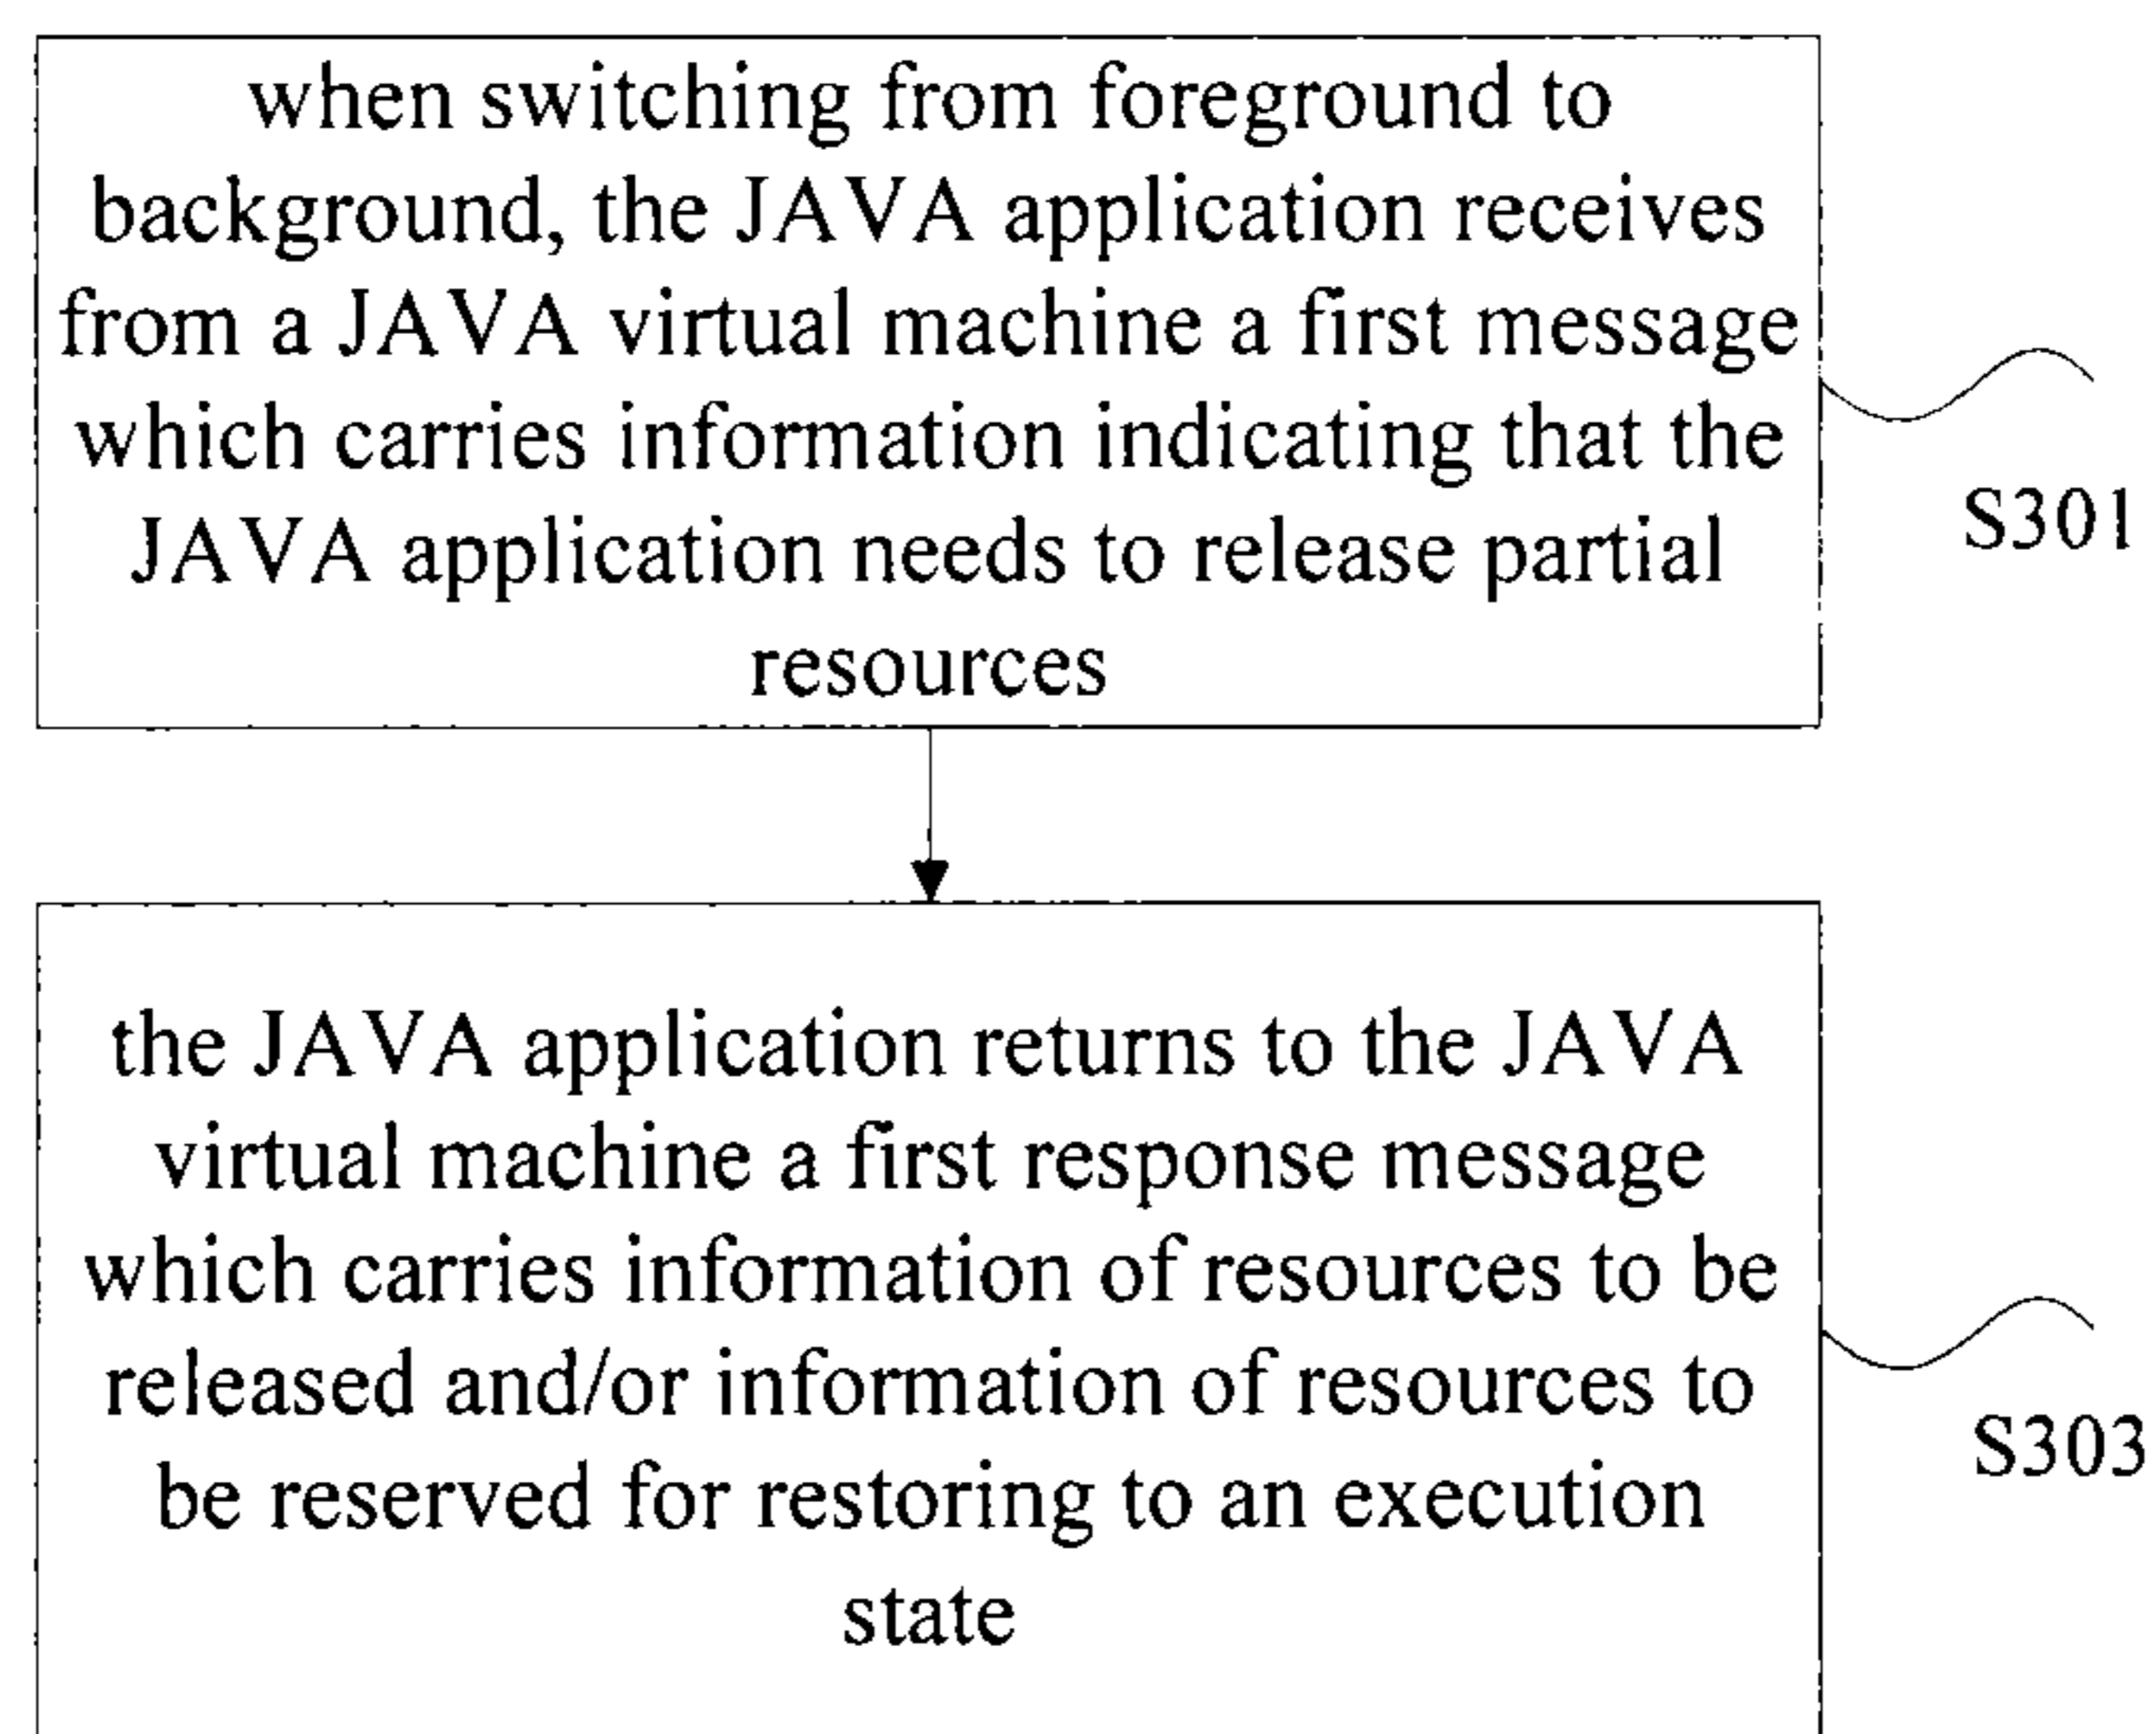 when switching from foreground to
background, the JAVA application receives
from a JAVA virtual machine a first message
which carries information indicating that the
JAVA application needs to release partial
resources
S301
the JAVA application returns to the JAVA
virtual machine a first response message
which carries information of resources to be
released and/or information of resources to
be reserved for restoring to an execution
state
S303